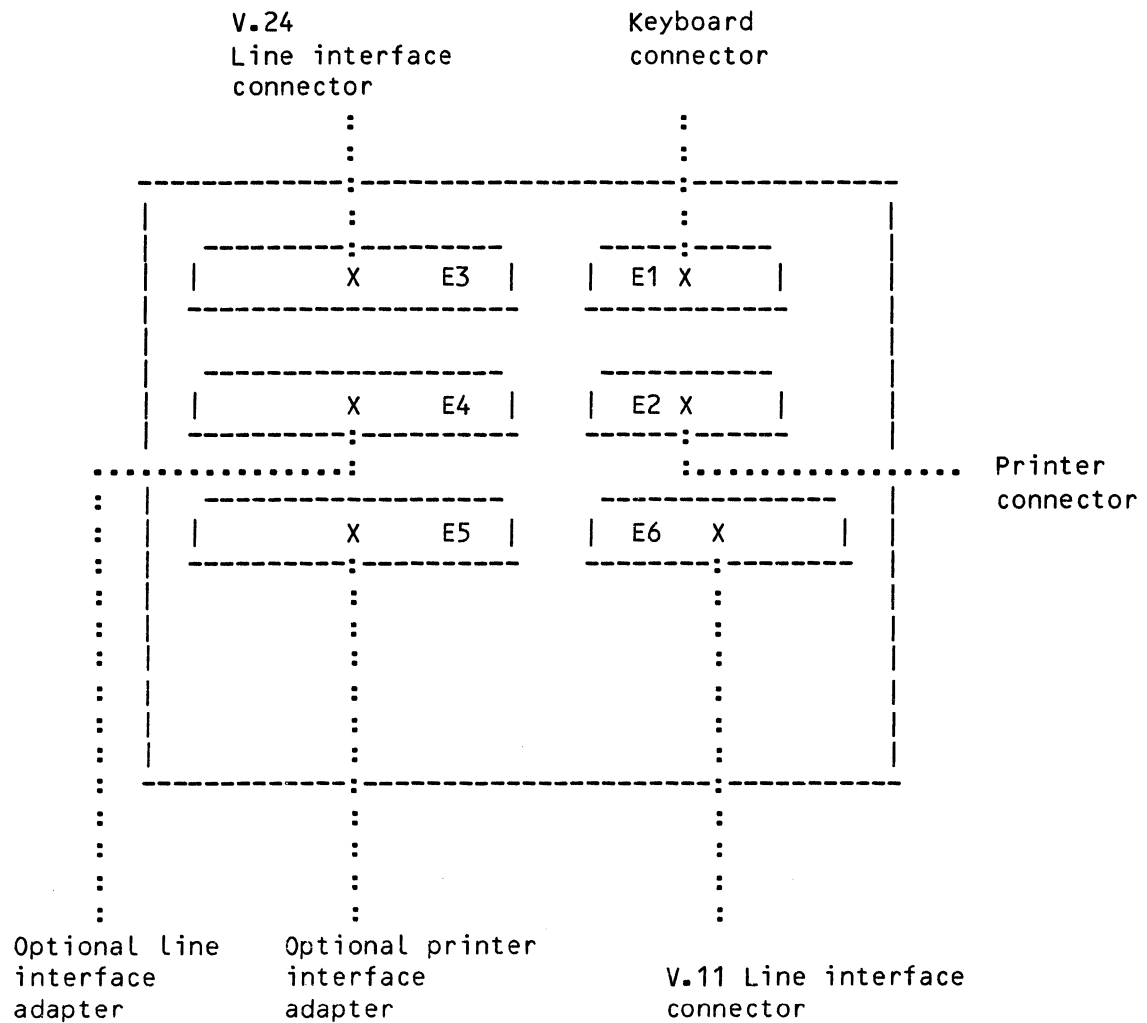 V.24
Line interface
connector
Keyboard
connector
X E3
E1 X
X E4
E2 X
Printer
connector
X E5
E6 X
Optional line
interface
adapter
Optional printer
interface
adapter
V.11 Line interface
connector